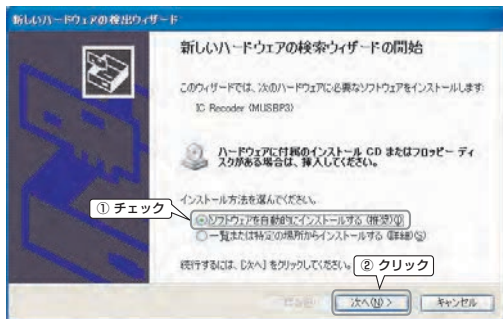 新しいハードウェアの検出ウィザード
新しいハードウェアの検索ウィザードの開始
このウィザードでは、次のハードウェアに必要なソフトウェアをインストールします:
IC Recoder (MUSBP3)
ハードウェアに付属のインストール CD またはフロッピー ディ
スクがある場合は、挿入してください。
インストール方法を選んでください。
① チェック
ソフトウェアを自動的にインストールする (推奨)(I)
一覧または特定の場所からインストールする (詳細)(S)
続行するには、[次へ] をクリックしてください。
② クリック
次へ(N) >
キャンセル